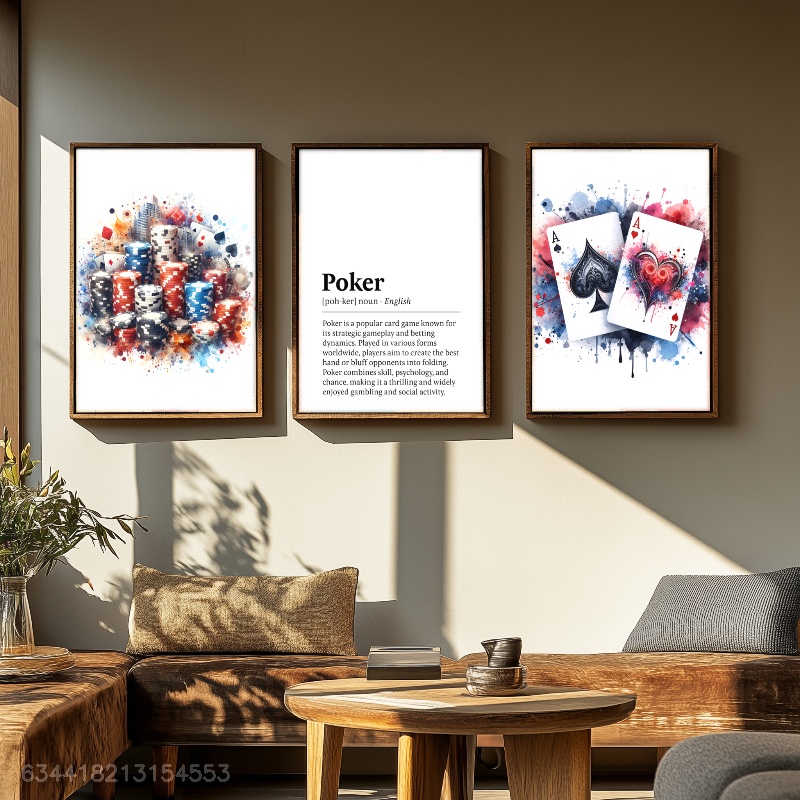 Poker
[poh-ker] noun - English
Poker is a popular card game known for
its strategic gameplay and betting
dynamics. Played in various forms
worldwide, players aim to create the best
hand or bluff opponents into folding.
Poker combines skill, psychology, and
chance, making it a thrilling and widely
enjoyed gambling and social activity.
A
A
A
634418213154553